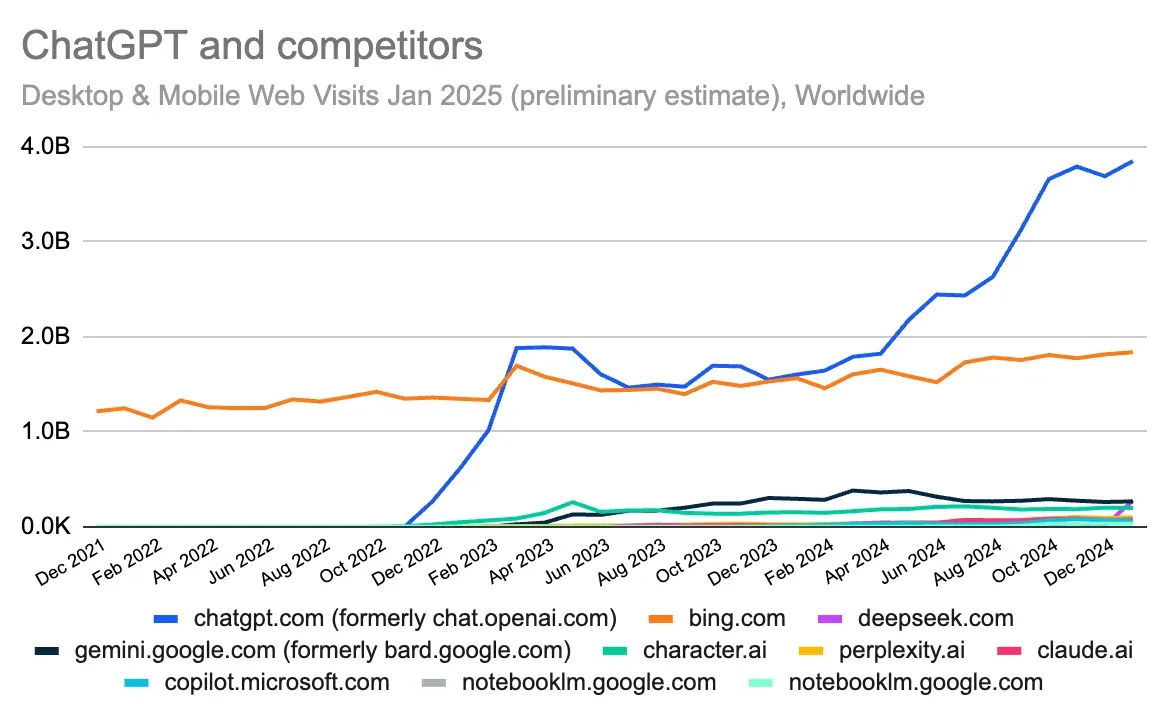 ChatGPT and competitors
Desktop & Mobile Web Visits Jan 2025 (preliminary estimate), Worldwide
4.0B
3.0B
2.0B
1.0B
0.0K
Dec 2021 Feb 2022 Apr 2022 Jun 2022 Aug 2022 Oct 2022 Dec 2022 Feb 2023 Apr 2023 Jun 2023 Aug 2023 Oct 2023 Dec 2023 Feb 2024 Apr 2024 Jun 2024 Aug 2024 Oct 2024 Dec 2024
chatgpt.com (formerly chat.openai.com) bing.com deepseek.com
gemini.google.com (formerly bard.google.com) character.ai perplexity.ai claude.ai
copilot.microsoft.com notebooklm.google.com notebooklm.google.com